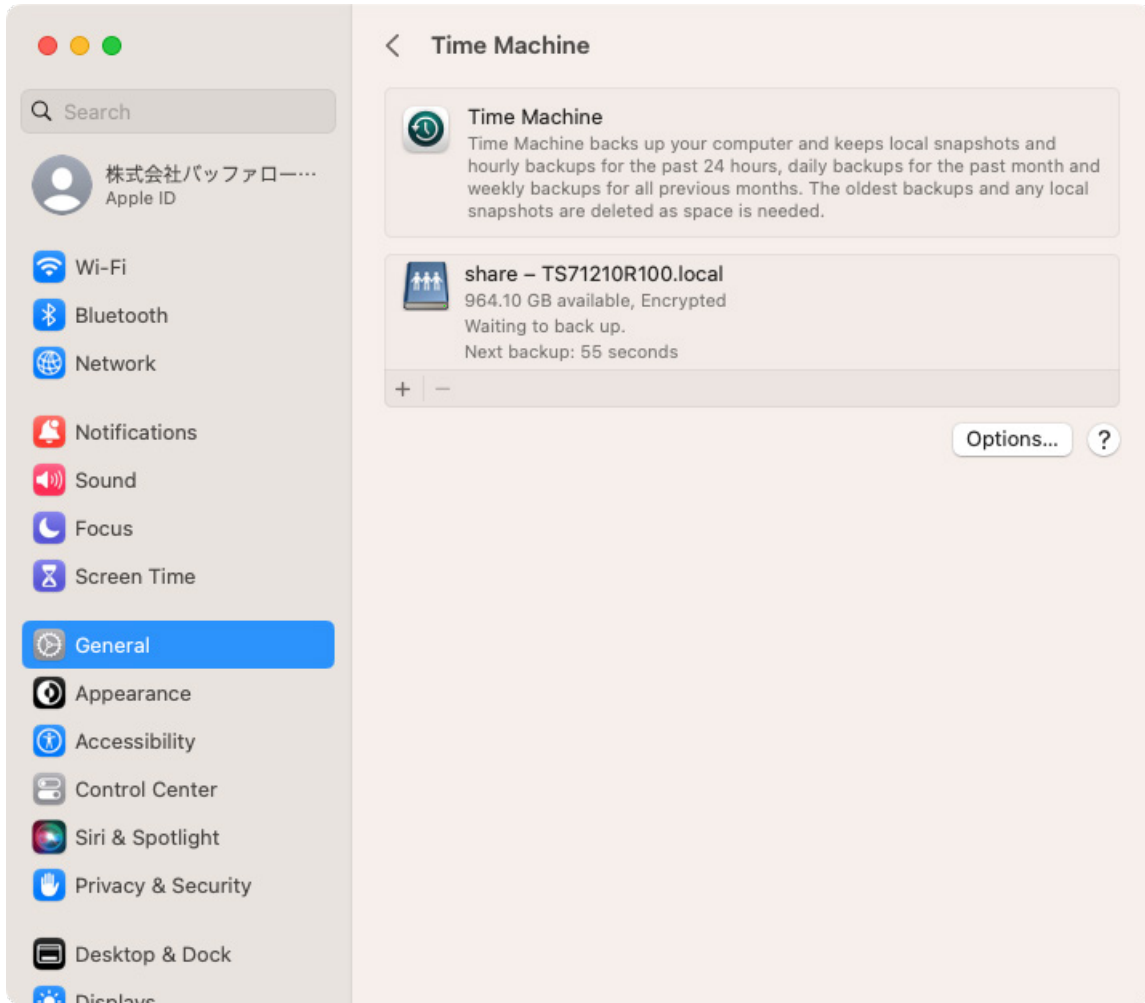 Search
株式会社バッファロー…
Apple ID
Wi-Fi
Bluetooth
Network
Notifications
Sound
Focus
Screen Time
General
Appearance
Accessibility
Control Center
Siri & Spotlight
Privacy & Security
Desktop & Dock
Displays
Time Machine
Time Machine
Time Machine backs up your computer and keeps local snapshots and
hourly backups for the past 24 hours, daily backups for the past month and
weekly backups for all previous months. The oldest backups and any local
snapshots are deleted as space is needed.
share – TS71210R100.local
964.10 GB available, Encrypted
Waiting to back up.
Next backup: 55 seconds
+ −
Options... ?